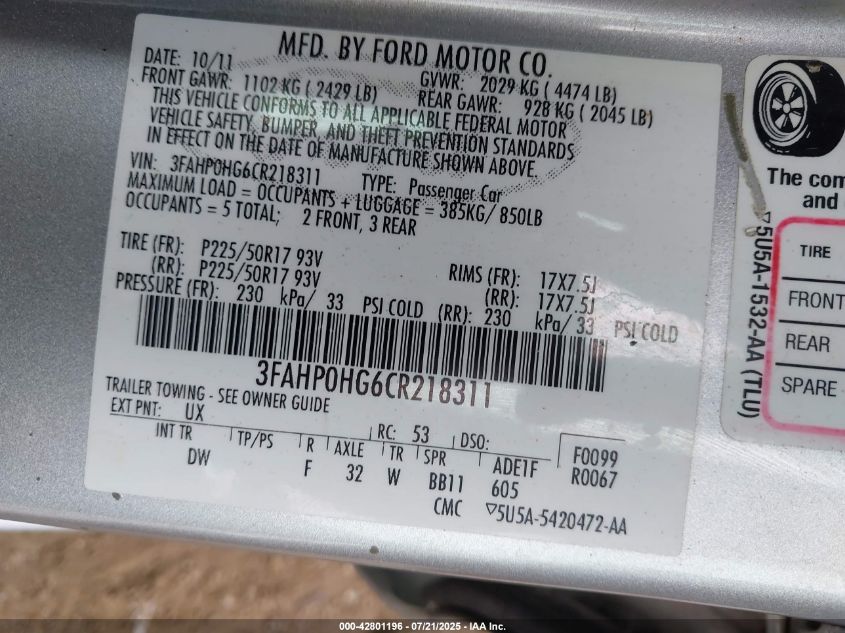 MFD. BY FORD MOTOR CO.
DATE: 10/11 GVWR: 2029 KG ( 4474 LB)
FRONT GAWR: 1102 KG ( 2429 LB) REAR GAWR: 928 KG ( 2045 LB)
THIS VEHICLE CONFORMS TO ALL APPLICABLE FEDERAL MOTOR
VEHICLE SAFETY, BUMPER, AND THEFT PREVENTION STANDARDS
IN EFFECT ON THE DATE OF MANUFACTURE SHOWN ABOVE.
VIN: 3FAHP0HG6CR218311 TYPE: Passenger Car
MAXIMUM LOAD = OCCUPANTS + LUGGAGE = 385KG/ 850LB
OCCUPANTS = 5 TOTAL; 2 FRONT, 3 REAR
TIRE (FR): P225/50R17 93V RIMS (FR): 17X7.5J
(RR): P225/50R17 93V (RR): 17X7.5J
PRESSURE (FR): 230 kPa/ 33 PSI COLD (RR): 230 kPa/ 33 PSI COLD
3FAHP0HG6CR218311
TRAILER TOWING - SEE OWNER GUIDE
EXT PNT: UX RC: 53 DSO:
INT TR TP/PS R AXLE TR SPR F0099
DW F 32 W BB11 ADE1F R0067
605
CMC ▽5U5A-5420472-AA
The com
and
▽5U5A-1532-AA (TLU)
TIRE
FRONT
REAR
SPARE
000-42801196 - 07/21/2025 - IAA Inc.